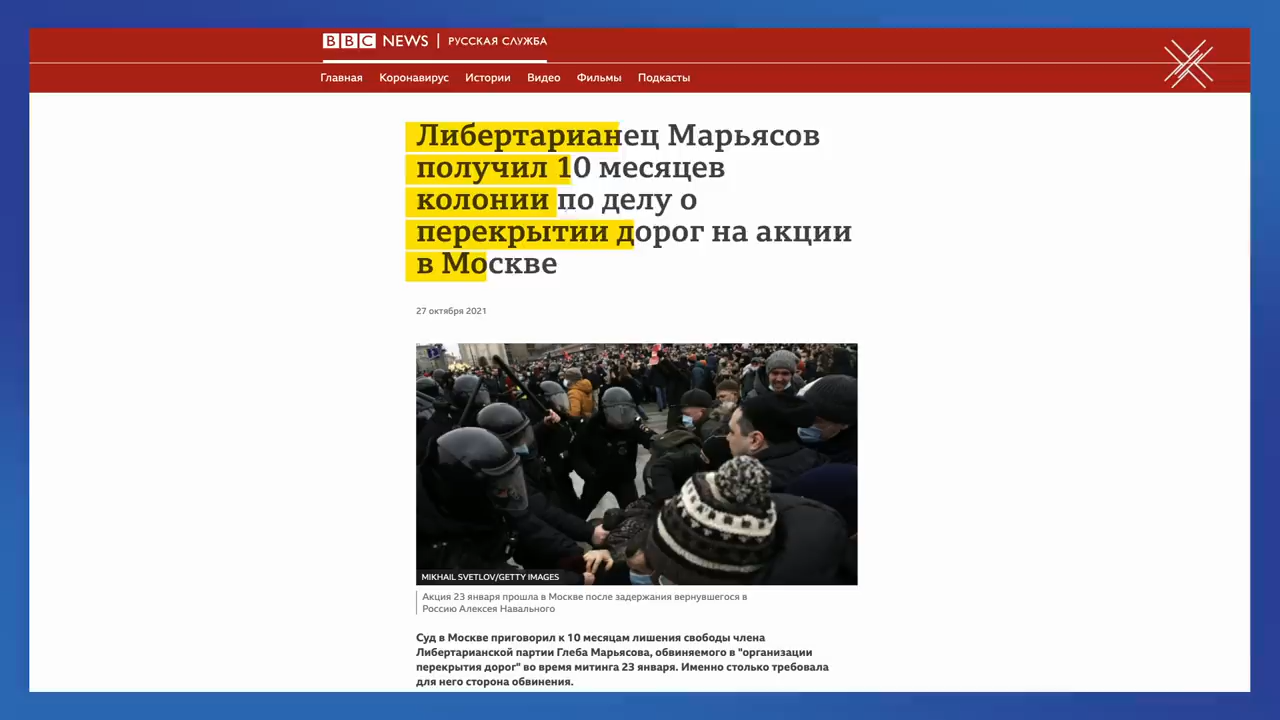 BBC NEWS | РУССКАЯ СЛУЖБА
Главная Коронавирус Истории Видео Фильмы Подкасты
Либертарианец Марьясов
получил 10 месяцев
колонии по делу о
перекрытии дорог на акции
в Москве
27 октября 2021
MIKHAIL SVETLOV/GETTY IMAGES
Акция 23 января прошла в Москве после задержания вернувшегося в
Россию Алексея Навального
Суд в Москве приговорил к 10 месяцам лишения свободы члена
Либертарианской партии Глеба Марьясова, обвиняемого в "организации
перекрытия дорог" во время митинга 23 января. Именно столько требовала
для него сторона обвинения.